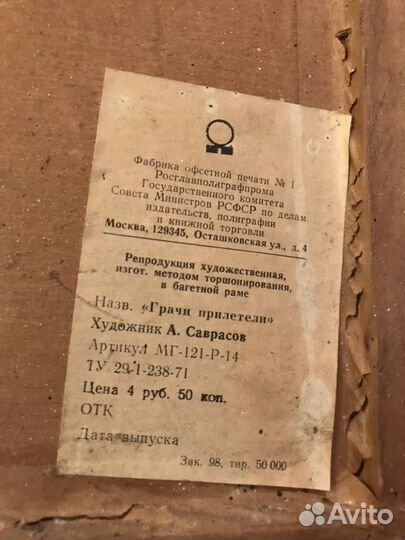 Фабрика офсетной печати № 1
Росглавполиграфпрома
Государственного комитета
Совета Министров РСФСР по делам
издательств, полиграфии
и книжной торговли
Москва, 129345, Осташковская ул., д. 4
Репродукция художественная,
изгот. методом торшонирования,
в багетной раме
Назв. «Грачи прилетели»
Художник А. Саврасов
Артикул МГ-121-Р-14
ТУ 29-1-238-71
Цена 4 руб. 50 коп.
ОТК
Дата выпуска
Зак. 98, тир. 50 000
Avito